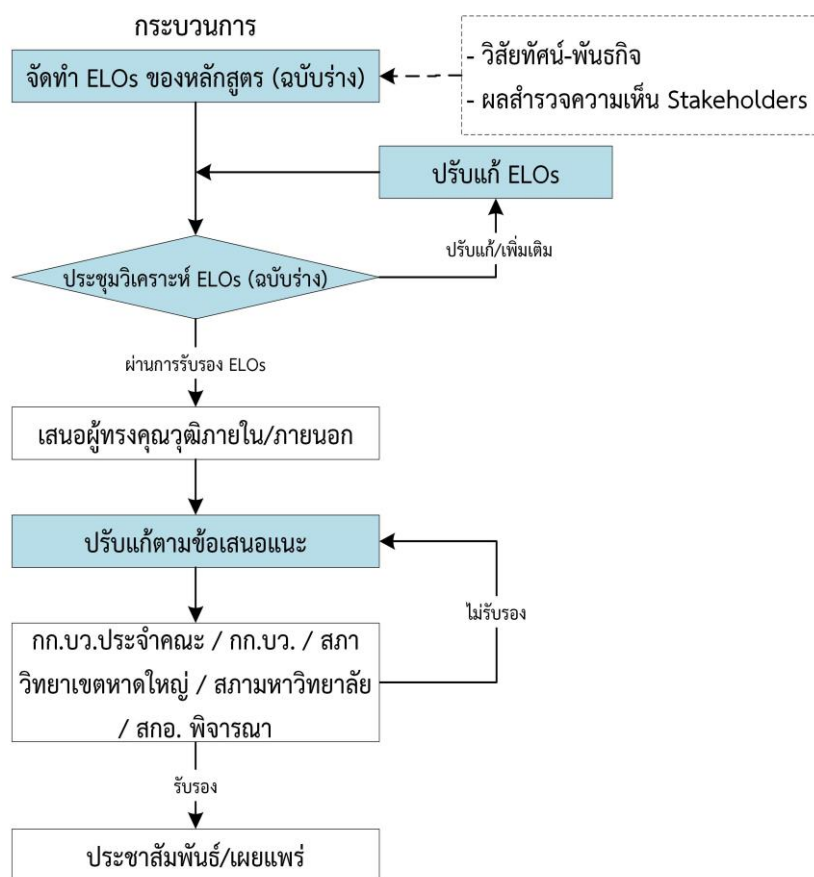 กระบวนการ
จัดทำ ELOs ของหลักสูตร (ฉบับร่าง)
- วิสัยทัศน์-พันธกิจ
- ผลสำรวจความเห็น Stakeholders
ปรับแก้ ELOs
ปรับแก้/เพิ่มเติม
ประชุมวิเคราะห์ ELOs (ฉบับร่าง)
ผ่านการรับรอง ELOs
เสนอผู้ทรงคุณวุฒิภายใน/ภายนอก
ปรับแก้ตามข้อเสนอแนะ
ไม่รับรอง
กก.บว.ประจำคณะ / กก.บว. / สภา
วิทยาเขตหาดใหญ่ / สภามหาวิทยาลัย
/ สกอ. พิจารณา
รับรอง
ประชาสัมพันธ์/เผยแพร่